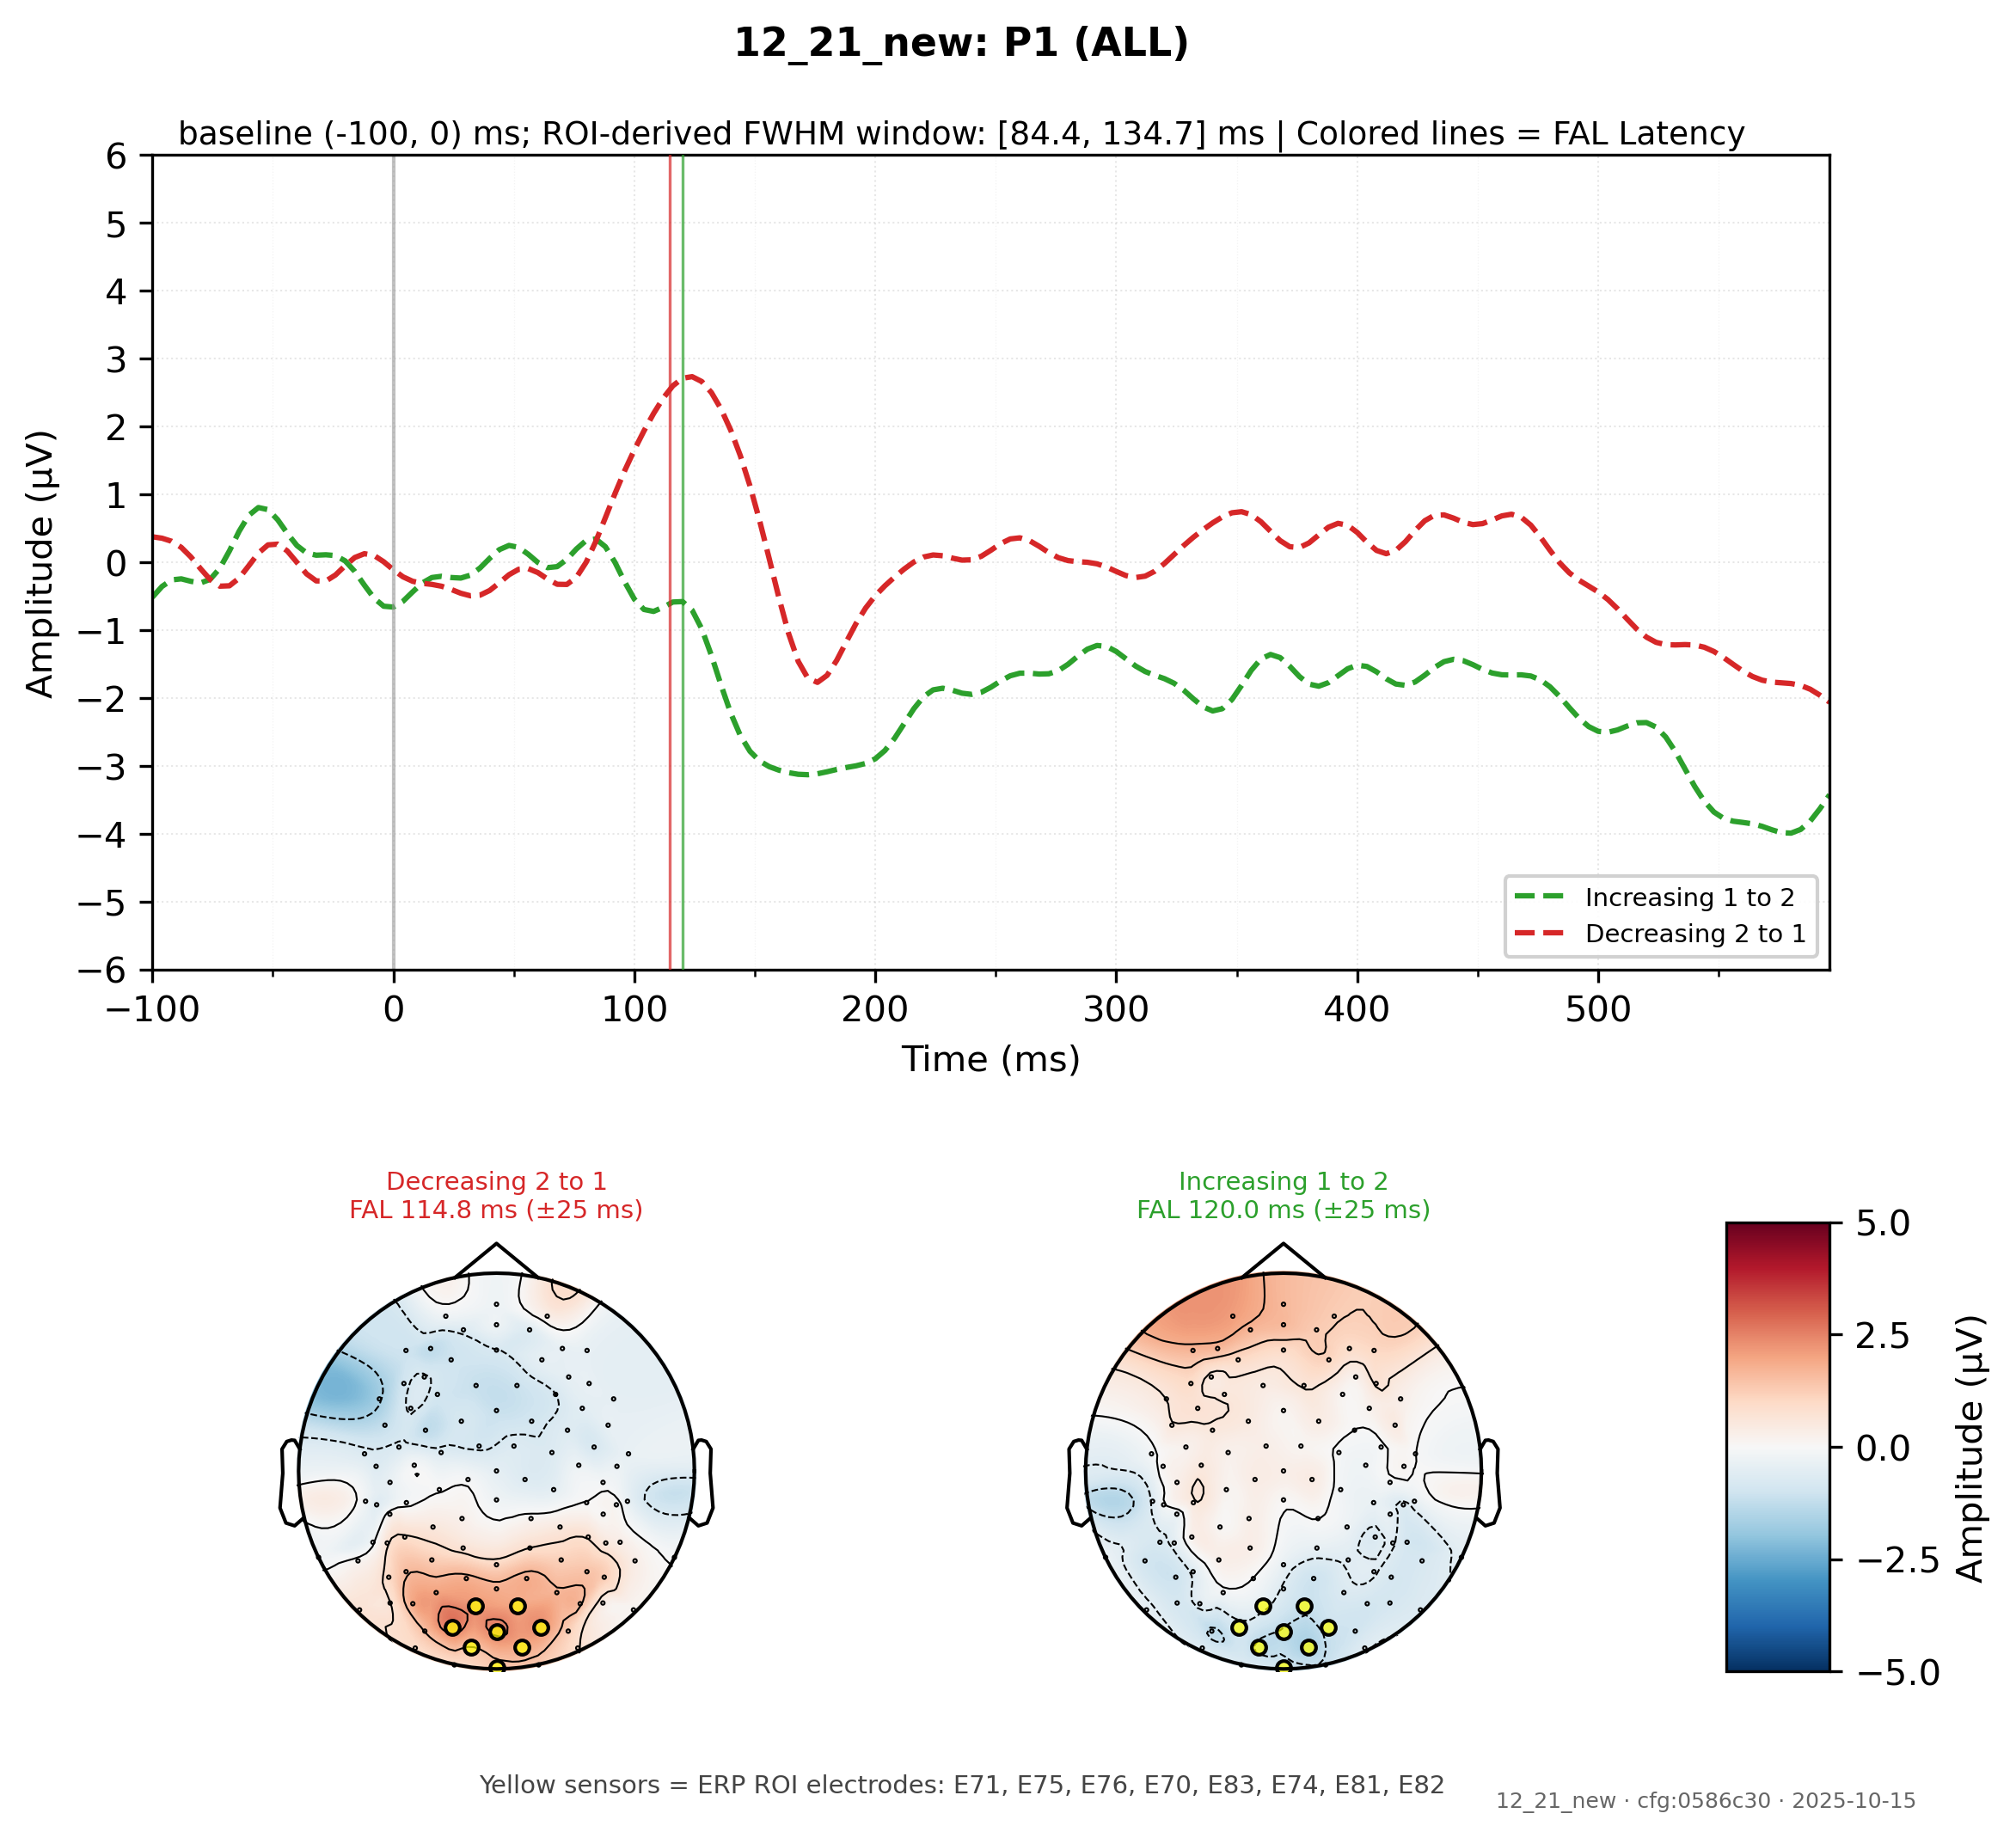 12_21_new: P1 (ALL)
baseline (-100, 0) ms; ROI-derived FWHM window: [84.4, 134.7] ms | Colored lines = FAL Latency
6
5
4
3
2
1
0
−1
−2
−3
−4
−5
−6
Amplitude (µV)
Increasing 1 to 2
Decreasing 2 to 1
−100
0
100
200
300
400
500
Time (ms)
Decreasing 2 to 1
FAL 114.8 ms (±25 ms)
Increasing 1 to 2
FAL 120.0 ms (±25 ms)
5.0
2.5
0.0
−2.5
−5.0
Amplitude (µV)
Yellow sensors = ERP ROI electrodes: E71, E75, E76, E70, E83, E74, E81, E82
12_21_new · cfg:0586c30 · 2025-10-15